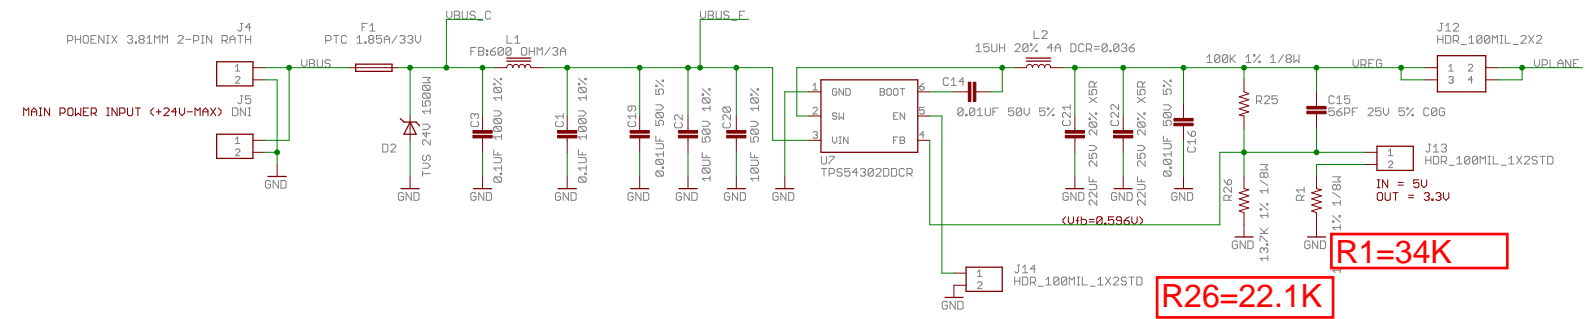 J4
PHOENIX 3.81MM 2-PIN RATH
1
2
J5
MAIN POWER INPUT (+24V-MAX) DNI
1
2
GND
VBUS
F1
PTC 1.85A/33V
D2
TVS 24V 1500W
GND
VBUS_C
C3
0.1UF 100V 10%
GND
L1
FB:600 OHM/3A
C1
0.1UF 100V 10%
GND
C19
0.01UF 50V 5%
GND
VBUS_F
C2
10UF 50V 10%
GND
C20
10UF 50V 10%
GND
GND
1 GND BOOT 6
2 SW EN 5
3 VIN FB 4
U7
TPS54302DDCR
C14
0.01UF 50V 5%
L2
15UH 20% 4A DCR=0.036
C21
22UF 25V 20% X5R
GND
C22
22UF 25V 20% X5R
GND
C16
0.01UF 50V 5%
GND
(Vfb=0.596V)
J14
HDR_100MIL_1X2STD
1
2
GND
100K 1% 1/8W
R25
C15
56PF 25V 5% C0G
VREG
J12
HDR_100MIL_2X2
1 2
3 4
VPLANE
J13
HDR_100MIL_1X2STD
1
2
IN = 5V
OUT = 3.3V
R26
13.7K 1% 1/8W
GND
R1
1% 1/8W
GND
R1=34K
R26=22.1K